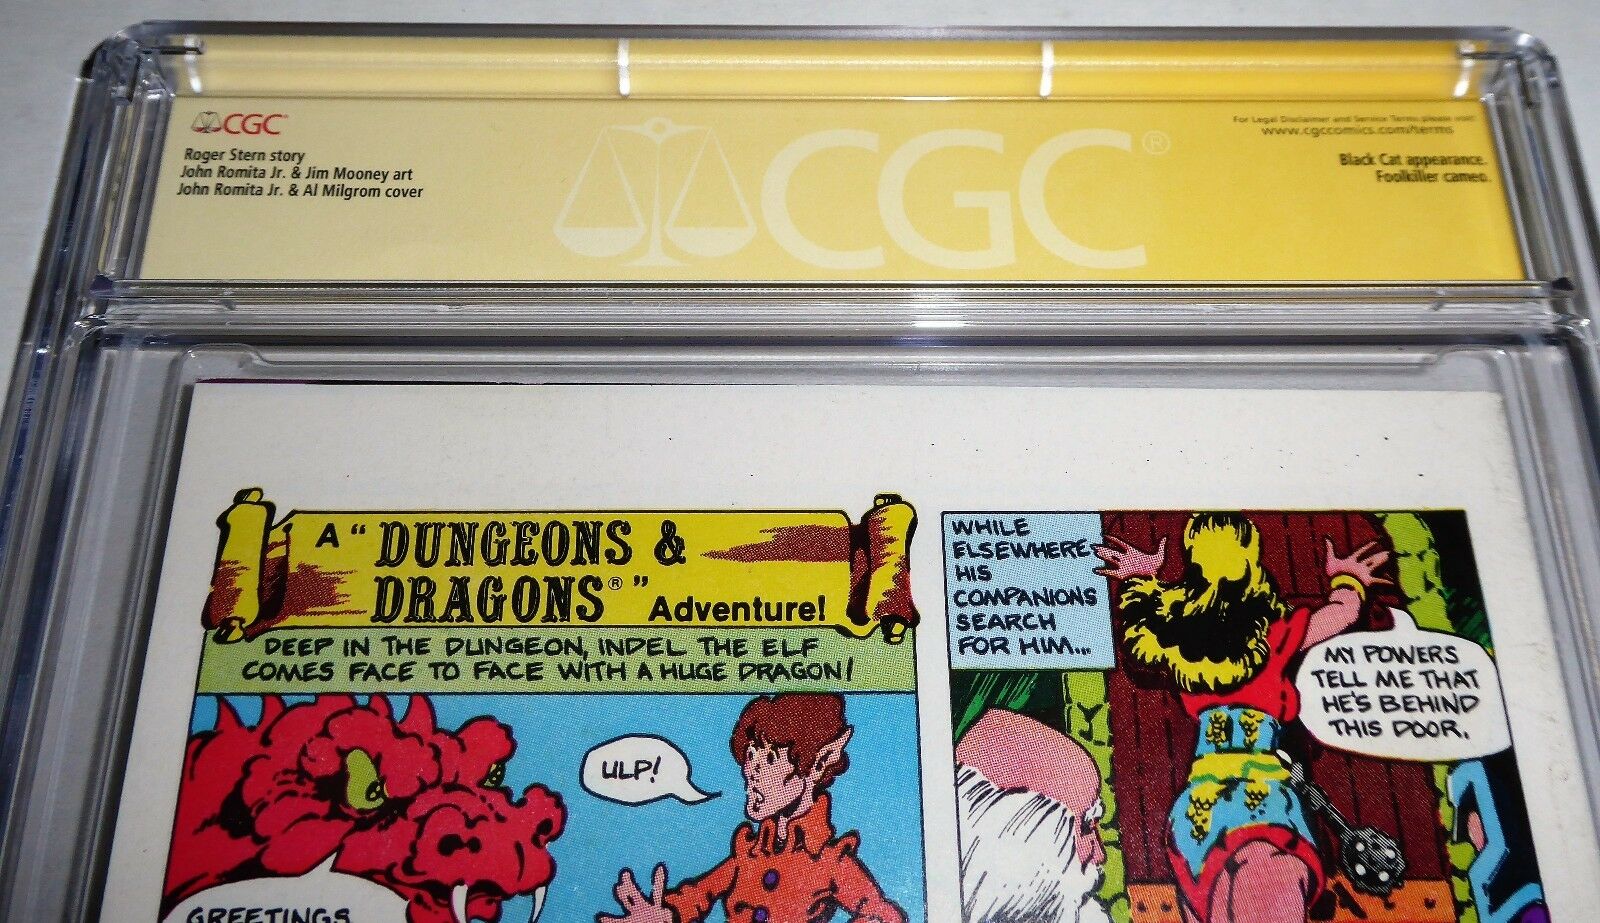 CGC®
Roger Stern story
John Romita Jr. & Jim Mooney art
John Romita Jr. & Al Milgrom cover
CGC®
For Legal Disclaimer and Service Terms please visit
www.cgccomics.com/terms
Black Cat appearance.
Foolkiller cameo.
A "DUNGEONS &
DRAGONS®" Adventure!
DEEP IN THE DUNGEON, INDEL THE ELF
COMES FACE TO FACE WITH A HUGE DRAGON!
ULP!
GREETINGS
WHILE
ELSEWHERE
HIS
COMPANIONS
SEARCH
FOR HIM...
MY POWERS
TELL ME THAT
HE'S BEHIND
THIS DOOR.